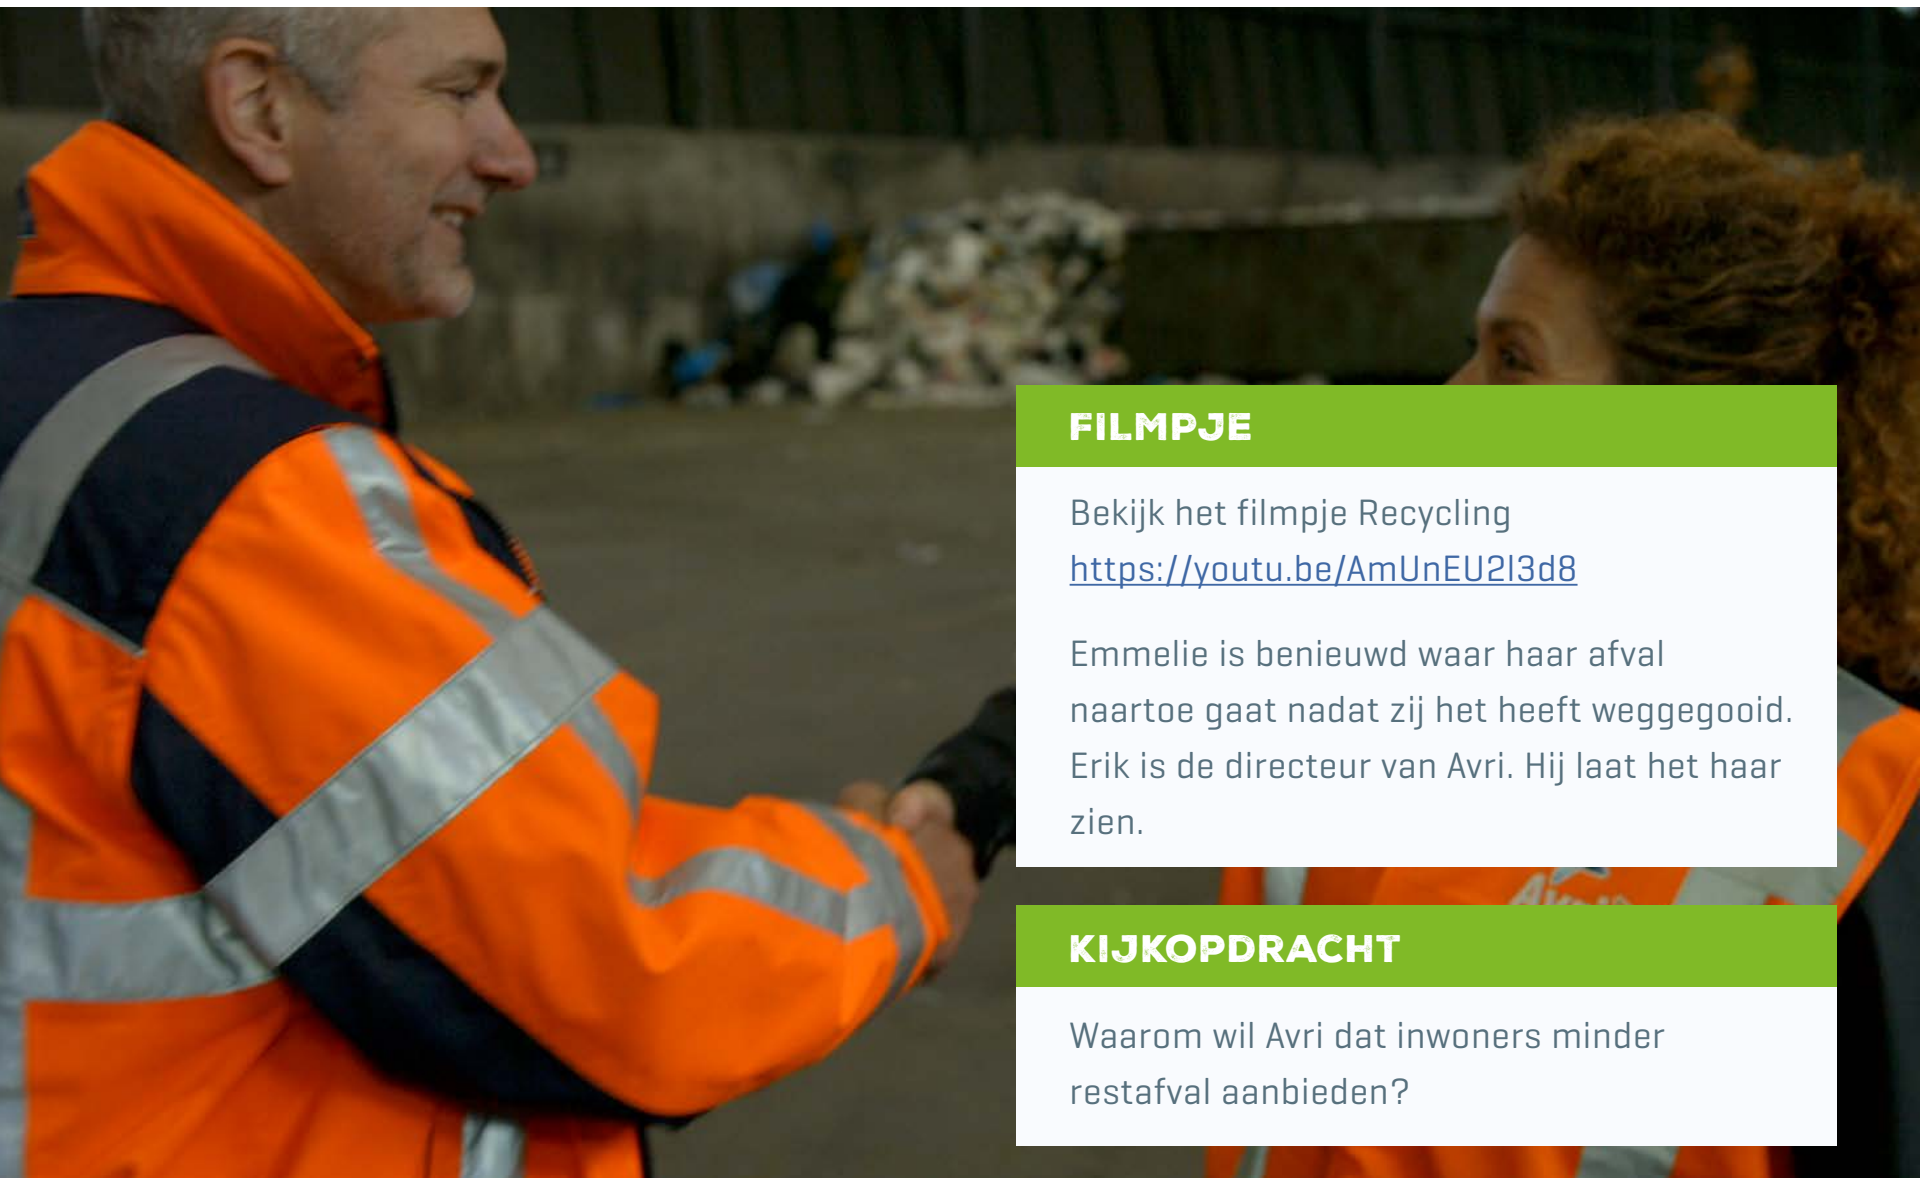 FILMPJE
Bekijk het filmpje Recycling
https://youtu.be/AmUnEU2l3d8
Emmelie is benieuwd waar haar afval
naartoe gaat nadat zij het heeft weggegooid.
Erik is de directeur van Avri. Hij laat het haar
zien.
Avri
KIJKOPDRACHT
Waarom wil Avri dat inwoners minder
restafval aanbieden?